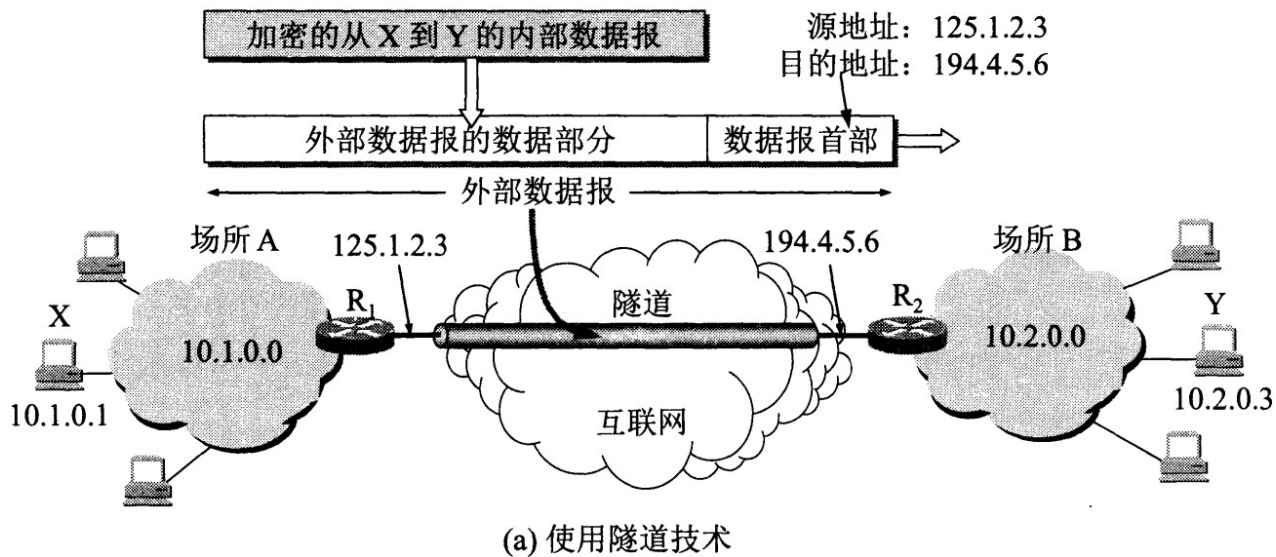 加密的从 X 到 Y 的内部数据报
源地址：125.1.2.3
目的地址：194.4.5.6
外部数据报的数据部分
数据报首部
外部数据报
场所 A
125.1.2.3
194.4.5.6
场所 B
X
R1
隧道
R2
Y
10.1.0.0
10.2.0.0
10.1.0.1
互联网
10.2.0.3
(a) 使用隧道技术